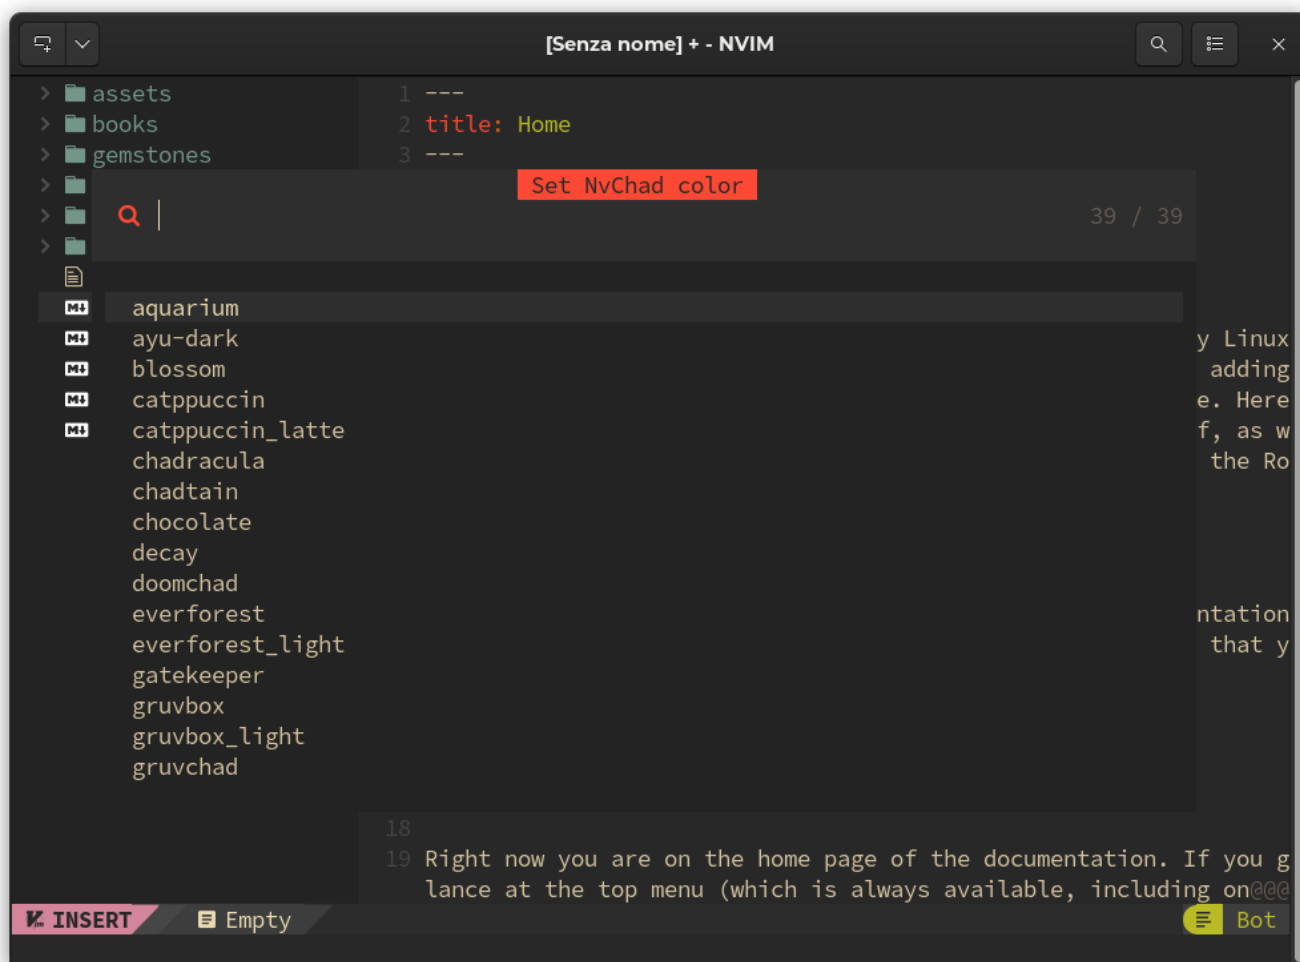 [Senza nome] + - NVIM
assets
books
gemstones
1 ---
2 title: Home
3 ---
Set NvChad color
39 / 39
aquarium
ayu-dark
blossom
catppuccin
catppuccin_latte
chadracula
chadtain
chocolate
decay
doomchad
everforest
everforest_light
gatekeeper
gruvbox
gruvbox_light
gruvchad
y Linux
adding
e. Here
f, as w
the Ro
ntation
that y
18
19 Right now you are on the home page of the documentation. If you g
lance at the top menu (which is always available, including on@@@
INSERT
Empty
Bot